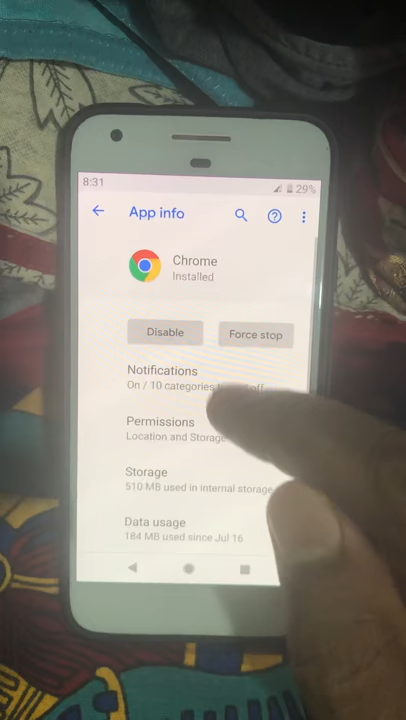 8:31 29%
App info
Chrome
Installed
Disable Force stop
Notifications
On / 10 categories off
Permissions
Location and Storage
Storage
510 MB used in internal storage
Data usage
184 MB used since Jul 16